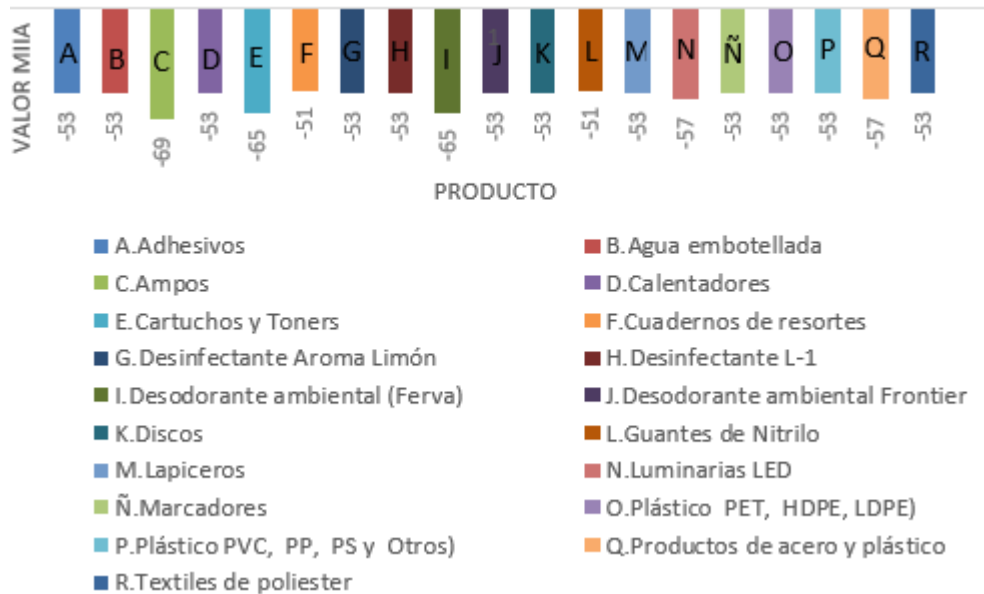 VALOR MIIA
A B C D E F G H I J K L M N Ñ O P Q R
1
-53 -53 -69 -53 -65 -51 -53 -53 -65 -53 -53 -51 -53 -57 -53 -53 -53 -57 -53
PRODUCTO
A.Adhesivos
B.Agua embotellada
C.Ampos
D.Calentadores
E.Cartuchos y Toners
F.Cuadernos de resortes
G.Desinfectante Aroma Limón
H.Desinfectante L-1
I.Desodorante ambiental (Ferva)
J.Desodorante ambiental Frontier
K.Discos
L.Guantes de Nitrilo
M.Lapiceros
N.Luminarias LED
Ñ.Marcadores
O.Plástico PET, HDPE, LDPE)
P.Plástico PVC, PP, PS y Otros)
Q.Productos de acero y plástico
R.Textiles de poliester